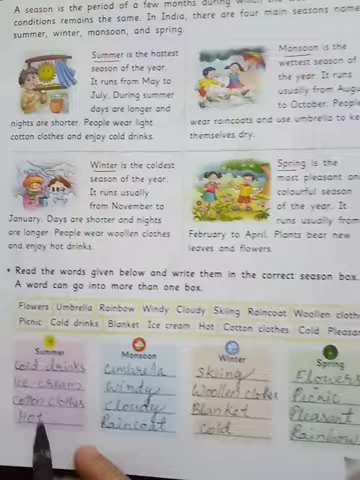 A season is the period of a few months during which the
conditions remains the same. In India, there are four main seasons name
summer, winter, monsoon, and spring.
Summer is the hottest
season of the year.
It runs from May to
July. During summer
days are longer and
nights are shorter. People wear light
cotton clothes and enjoy cold drinks.
Monsoon is the
wettest season of
the year. It runs
usually from Augu
to October. People
wear raincoats and use umbrella to ke
themselves dry.
Winter is the coldest
season of the year.
It runs usually
from November to
January. Days are shorter and nights
are longer. People wear woollen clothes
and enjoy hot drinks.
Spring is the
most pleasant an
colourful season
of the year. It
runs usually from
February to April. Plants bear new
leaves and flowers.
* Read the words given below and write them in the correct season box.
A word can go into more than one box.
Flowers Umbrella Rainbow Windy Cloudy Skiing Raincoat Woollen cloth
Picnic Cold drinks Blanket Ice cream Hot Cotton clothes Cold Pleasan
Summer
Cold drinks
Ice cream
Cotton clothes
Hot
Monsoon
Umbrella
Windy
Cloudy
Raincoat
Winter
Skiing
Woollen clothes
Blanket
Cold
Spring
Flowers
Picnic
Pleasant
Rainbow